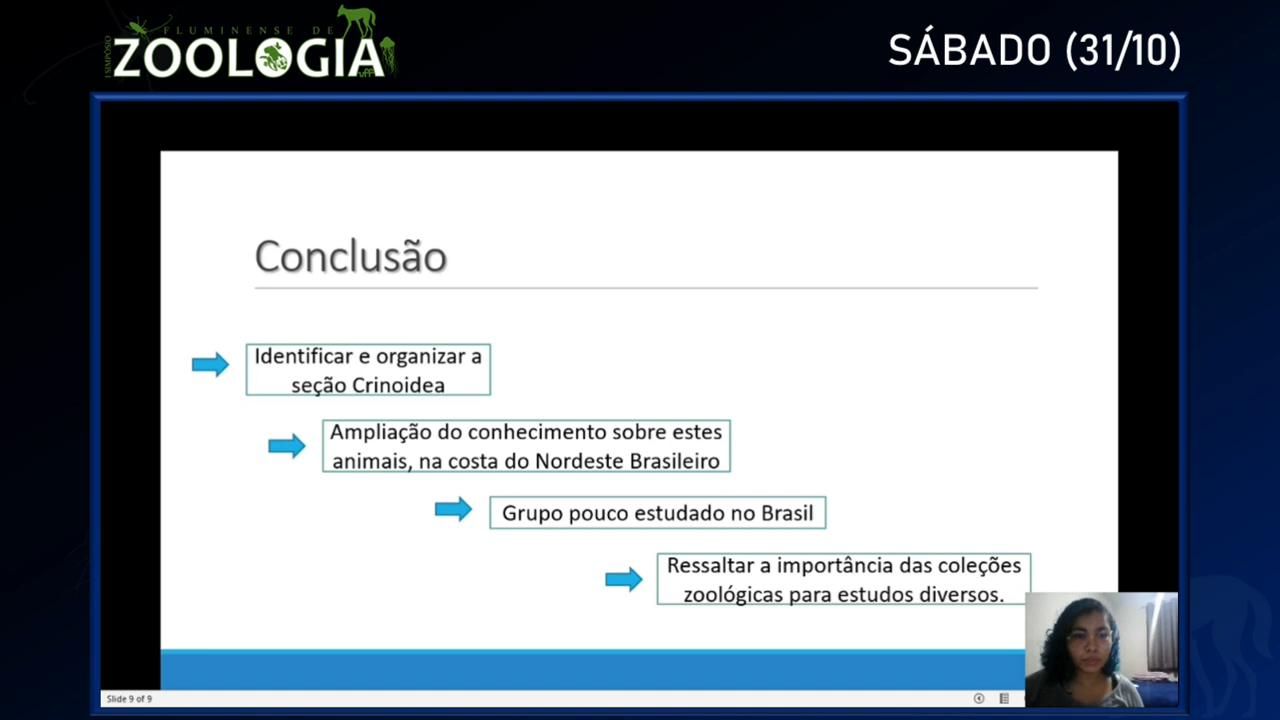 I SIMPÓSIO
FLUMINENSE DE
ZOOLOGIA
uff
SÁBADO (31/10)
Conclusão
Identificar e organizar a
seção Crinoidea
Ampliação do conhecimento sobre estes
animais, na costa do Nordeste Brasileiro
Grupo pouco estudado no Brasil
Ressaltar a importância das coleções
zoológicas para estudos diversos.
Slide 9 of 9